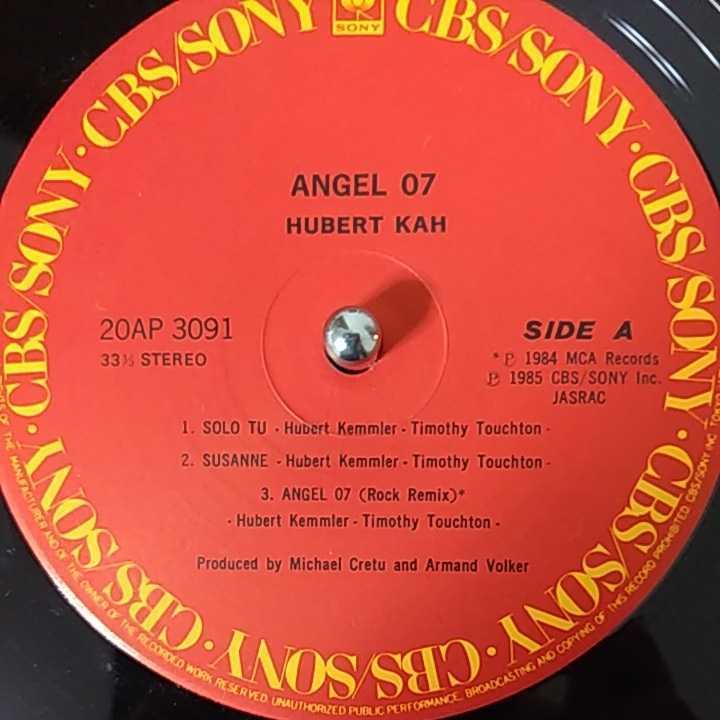 CBS/SONY · CBS/SONY · CBS/SONY · CBS/SONY · CBS/SONY · CBS/SONY · CBS/SONY · CBS/SONY
SONY
ANGEL 07
HUBERT KAH
20AP 3091
33⅓ STEREO
SIDE A
*℗ 1984 MCA Records
℗ 1985 CBS/SONY Inc.
JASRAC
1. SOLO TU - Hubert Kemmler - Timothy Touchton -
2. SUSANNE - Hubert Kemmler - Timothy Touchton -
3. ANGEL 07 (Rock Remix)*
- Hubert Kemmler - Timothy Touchton -
Produced by Michael Cretu and Armand Volker
OF THE MANUFACTURER AND OF THE OWNER OF THE RECORDED WORK RESERVED. UNAUTHORIZED PUBLIC PERFORMANCE, BROADCASTING AND COPYING OF THIS RECORD PROHIBITED. CBS/SONY INC.